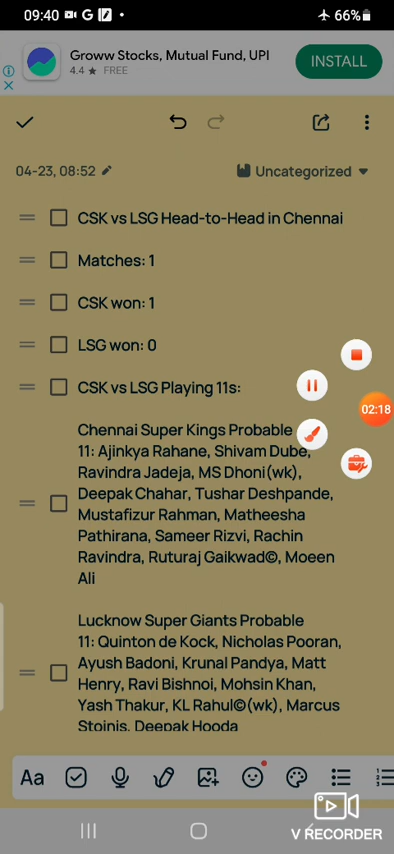 09:40 G 66%
Groww Stocks, Mutual Fund, UPI
4.4 ★ FREE
INSTALL
04-23, 08:52
Uncategorized
CSK vs LSG Head-to-Head in Chennai
Matches: 1
CSK won: 1
LSG won: 0
CSK vs LSG Playing 11s:
Chennai Super Kings Probable
11: Ajinkya Rahane, Shivam Dube,
Ravindra Jadeja, MS Dhoni(wk),
Deepak Chahar, Tushar Deshpande,
Mustafizur Rahman, Matheesha
Pathirana, Sameer Rizvi, Rachin
Ravindra, Ruturaj Gaikwad©, Moeen
Ali
02:18
Lucknow Super Giants Probable
11: Quinton de Kock, Nicholas Pooran,
Ayush Badoni, Krunal Pandya, Matt
Henry, Ravi Bishnoi, Mohsin Khan,
Yash Thakur, KL Rahul©(wk), Marcus
Stoinis, Deepak Hooda
Aa
V RECORDER